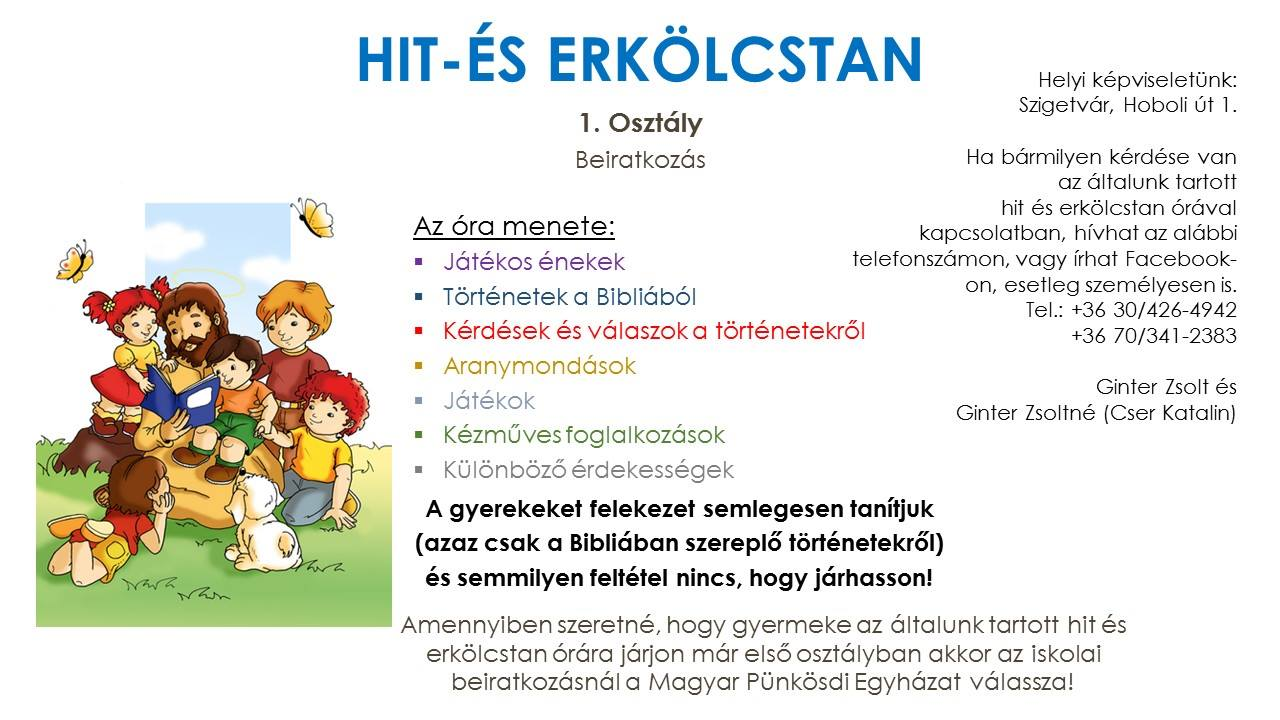 HIT-ÉS ERKÖLCSTAN
1. Osztály
Beiratkozás
Az óra menete:
▪ Játékos énekek
▪ Történetek a Bibliából
▪ Kérdések és válaszok a történetekről
▪ Aranymondások
▪ Játékok
▪ Kézműves foglalkozások
▪ Különböző érdekességek
A gyerekeket felekezet semlegesen tanítjuk
(azaz csak a Bibliában szereplő történetekről)
és semmilyen feltétel nincs, hogy járhasson!
Amennyiben szeretné, hogy gyermeke az általunk tartott hit és
erkölcstan órára járjon már első osztályban akkor az iskolai
beiratkozásnál a Magyar Pünkösdi Egyházat válassza!
Helyi képviseletünk:
Szigetvár, Hoboli út 1.
Ha bármilyen kérdése van
az általunk tartott
hit és erkölcstan órával
kapcsolatban, hívhat az alábbi
telefonszámon, vagy írhat Facebook-
on, esetleg személyesen is.
Tel.: +36 30/426-4942
+36 70/341-2383
Ginter Zsolt és
Ginter Zsoltné (Cser Katalin)